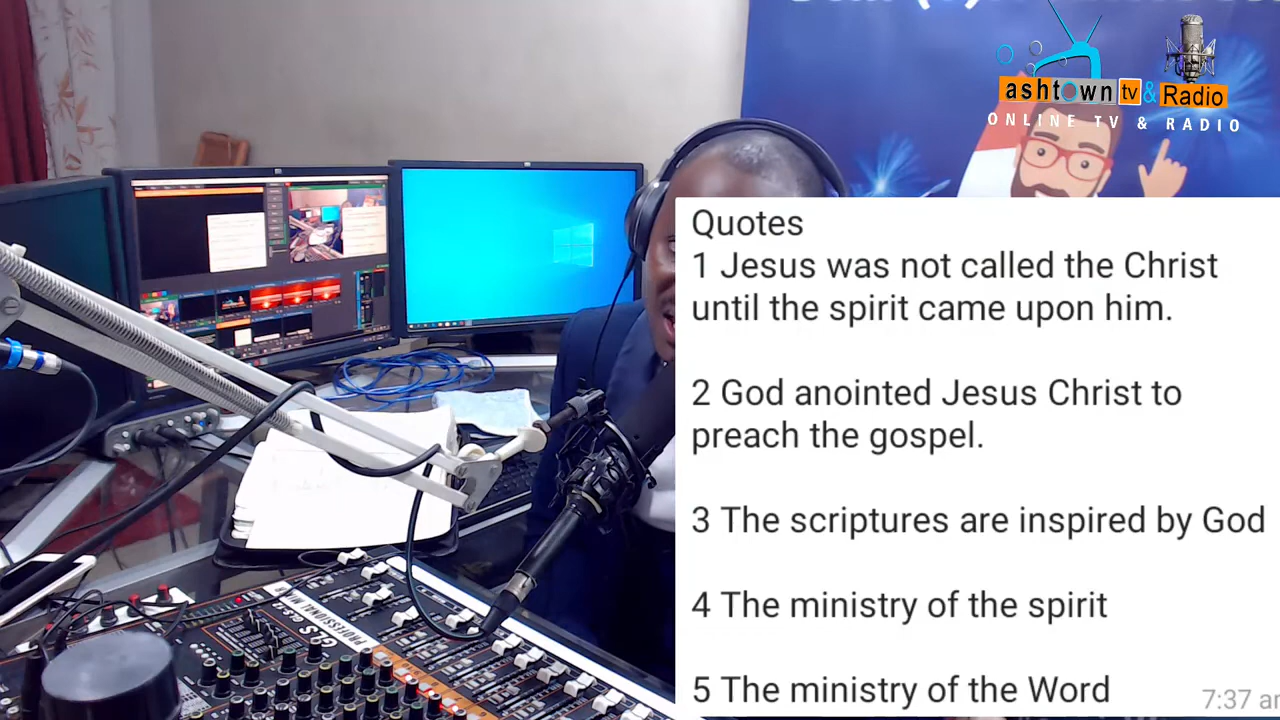 ashtown tv & Radio
ONLINE TV & RADIO
Quotes
1 Jesus was not called the Christ
until the spirit came upon him.
2 God anointed Jesus Christ to
preach the gospel.
3 The scriptures are inspired by God
4 The ministry of the spirit
5 The ministry of the Word
7:37 am
PROFESSIONAL